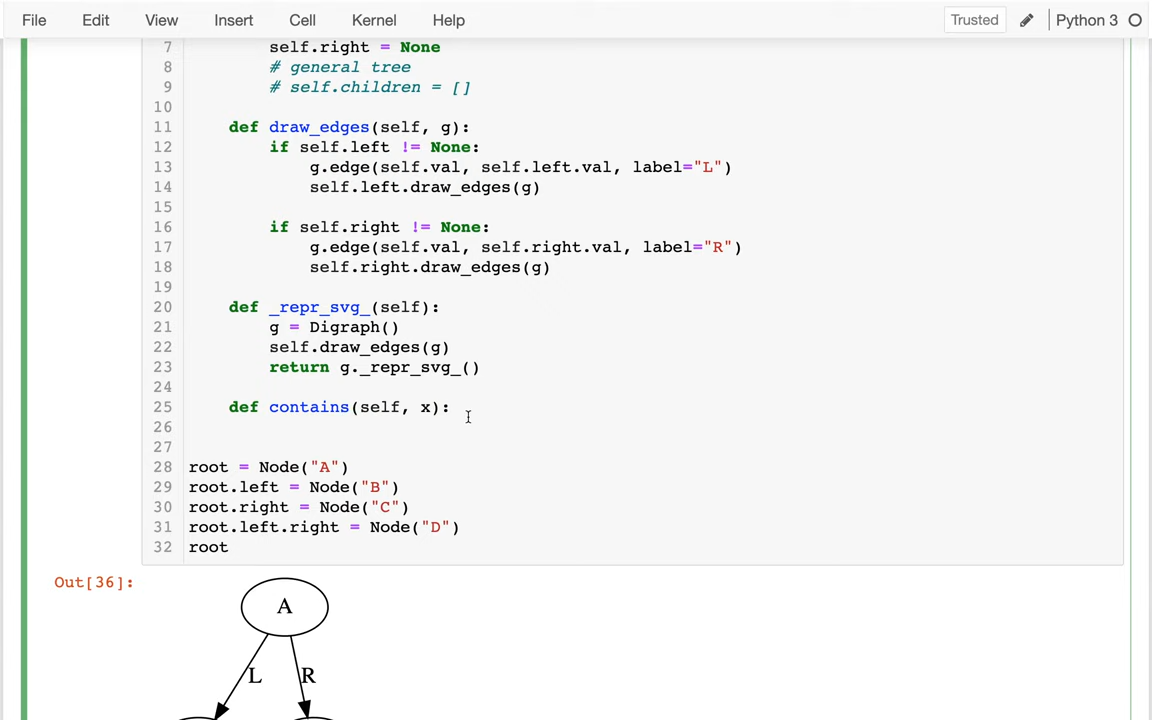 File Edit View Insert Cell Kernel Help Trusted Python 3
7 self.right = None
8 # general tree
9 # self.children = []
10
11 def draw_edges(self, g):
12 if self.left != None:
13 g.edge(self.val, self.left.val, label="L")
14 self.left.draw_edges(g)
15
16 if self.right != None:
17 g.edge(self.val, self.right.val, label="R")
18 self.right.draw_edges(g)
19
20 def _repr_svg_(self):
21 g = Digraph()
22 self.draw_edges(g)
23 return g._repr_svg_()
24
25 def contains(self, x):
26
27
28 root = Node("A")
29 root.left = Node("B")
30 root.right = Node("C")
31 root.left.right = Node("D")
32 root
Out[36]:
A
L R